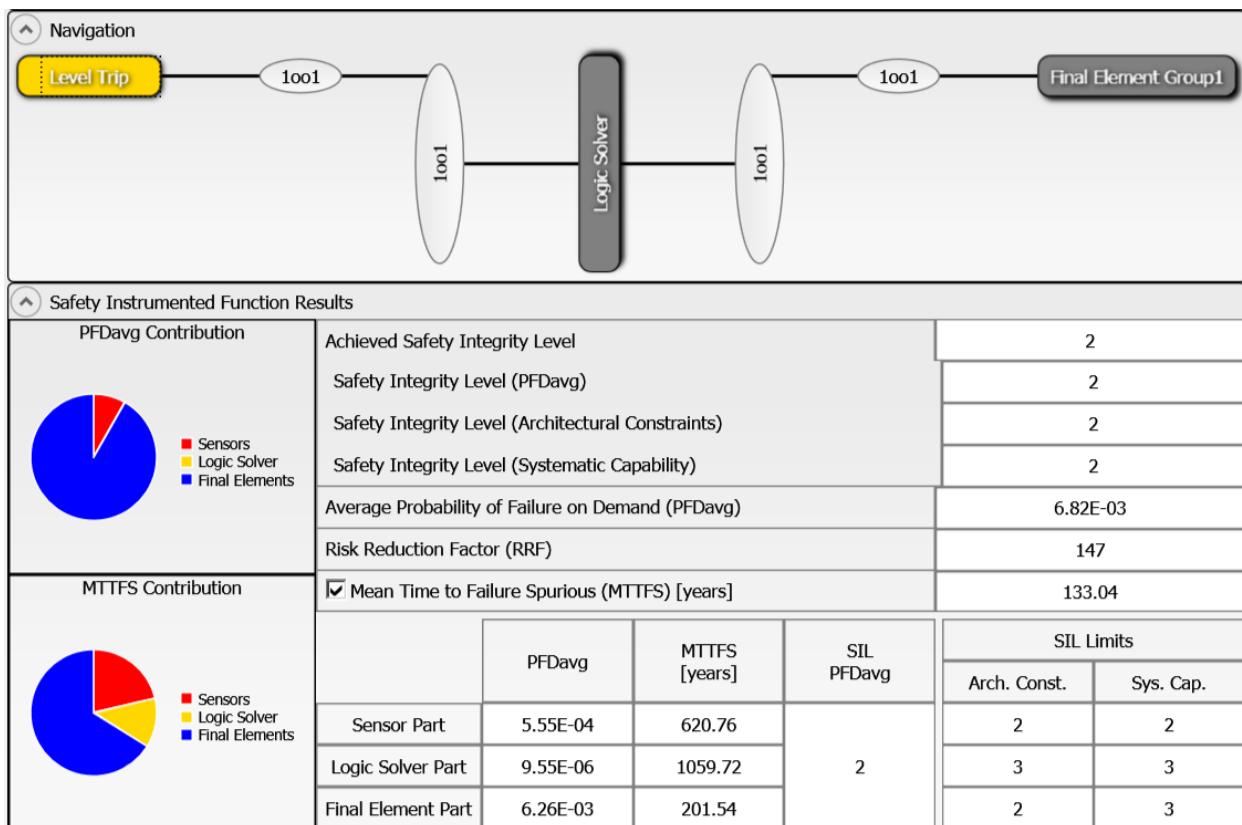 Navigation
Level Trip
1oo1
1oo1
Logic Solver
1oo1
1oo1
Final Element Group1
Safety Instrumented Function Results
PFDavg Contribution
Sensors
Logic Solver
Final Elements
MTTFS Contribution
Sensors
Logic Solver
Final Elements
Achieved Safety Integrity Level 2
Safety Integrity Level (PFDavg) 2
Safety Integrity Level (Architectural Constraints) 2
Safety Integrity Level (Systematic Capability) 2
Average Probability of Failure on Demand (PFDavg) 6.82E-03
Risk Reduction Factor (RRF) 147
Mean Time to Failure Spurious (MTTFS) [years] 133.04
PFDavg
MTTFS
[years]
SIL
PFDavg
SIL Limits
Arch. Const. Sys. Cap.
Sensor Part 5.55E-04 620.76 2 2
Logic Solver Part 9.55E-06 1059.72 2 3 3
Final Element Part 6.26E-03 201.54 2 3